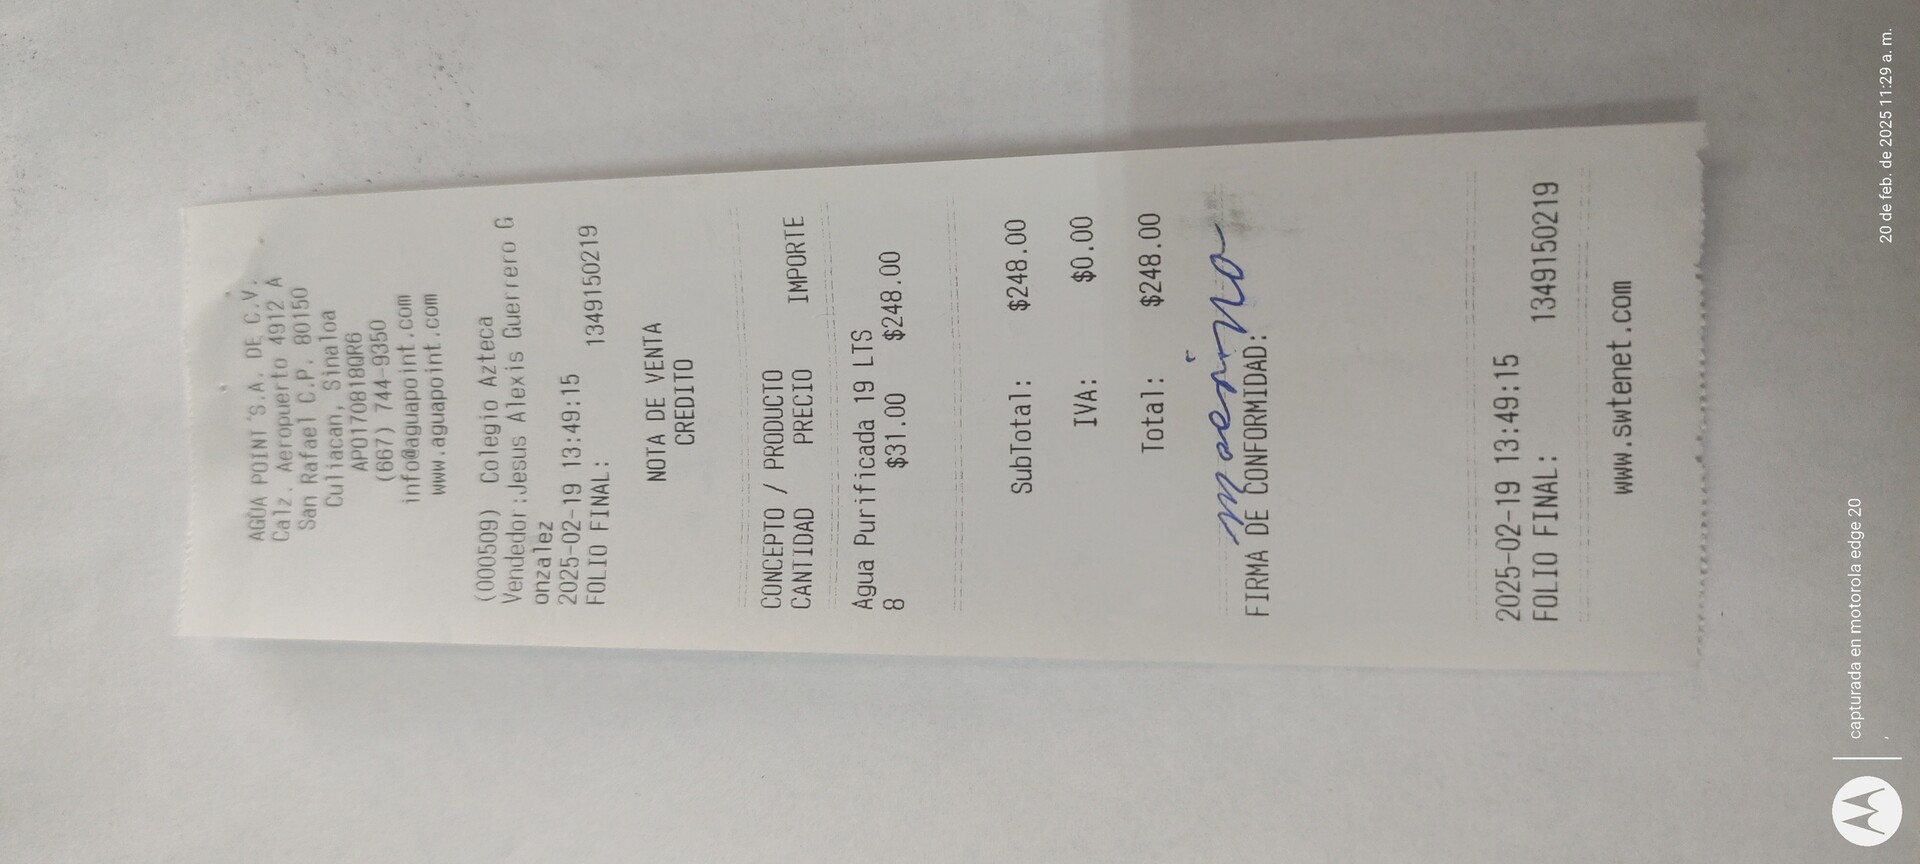 AGUA POINT S.A. DE C.V.
Calz. Aeropuerto 4912 A
San Rafael C.P. 80150
Culiacan, Sinaloa
APO170818QR6
(667) 744-9350
info@aguapoint.com
www.aguapoint.com
(000509) Colegio Azteca
Vendedor:Jesus Alexis Guerrero G
onzalez
2025-02-19 13:49:15
FOLIO FINAL: 1349150219
NOTA DE VENTA
CREDITO
CONCEPTO / PRODUCTO
CANTIDAD PRECIO IMPORTE
Agua Purificada 19 LTS
8 $31.00 $248.00
SubTotal: $248.00
IVA: $0.00
Total: $248.00
FIRMA DE CONFORMIDAD:
2025-02-19 13:49:15
FOLIO FINAL: 1349150219
www.swtenet.com
capturada en motorola edge 20
,
20 de feb. de 2025 11:29 a. m.